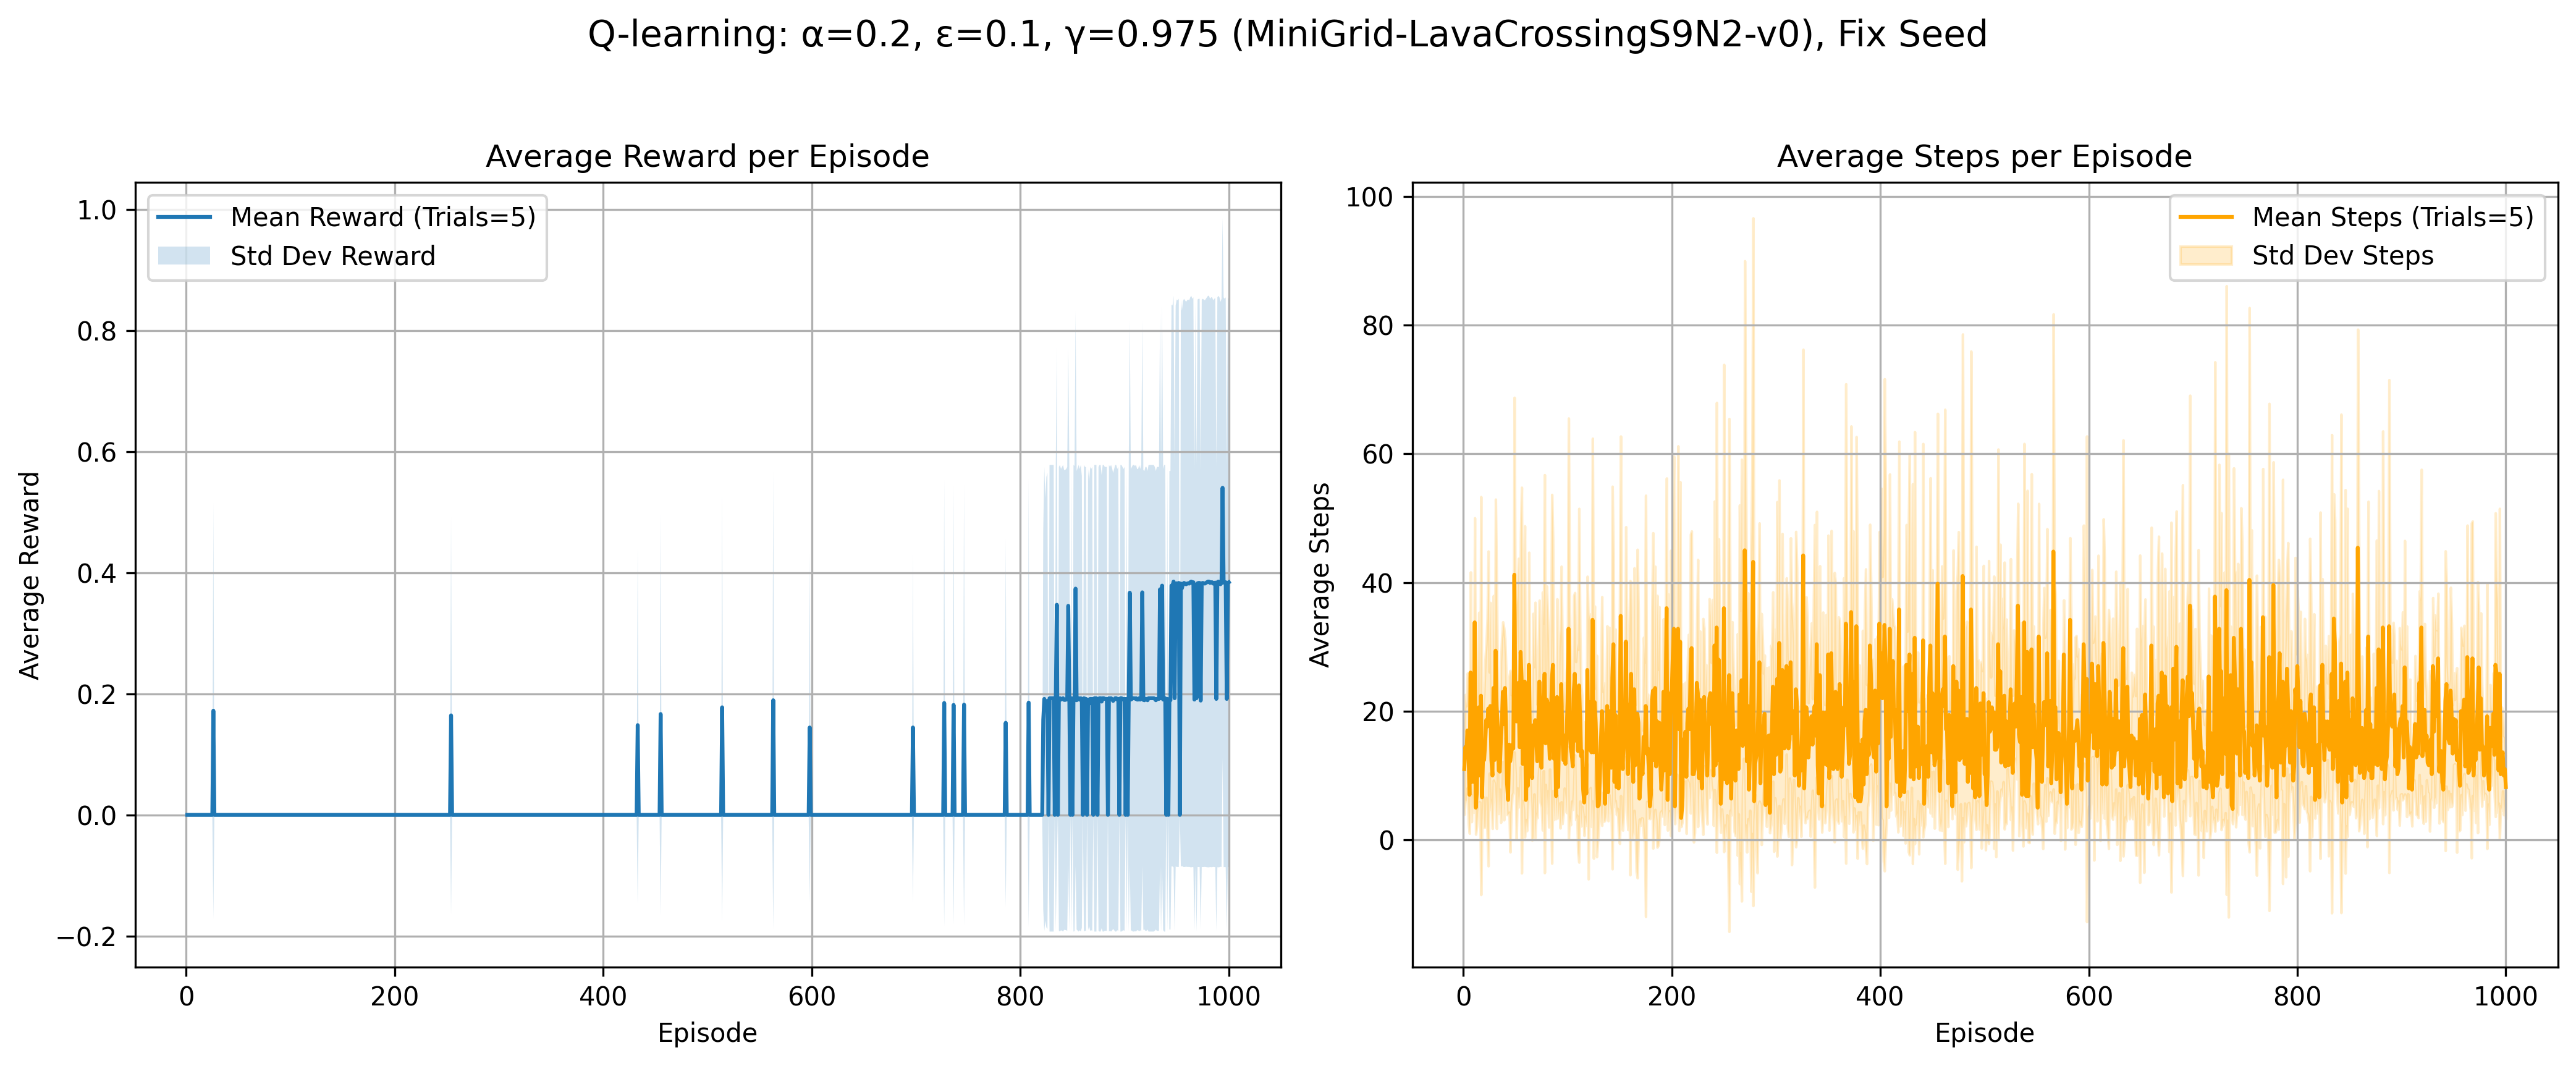 Q-learning: α=0.2, ε=0.1, γ=0.975 (MiniGrid-LavaCrossingS9N2-v0), Fix Seed
Average Reward per Episode
Mean Reward (Trials=5)
Std Dev Reward
1.0
0.8
0.6
0.4
0.2
0.0
−0.2
Average Reward
0 200 400 600 800 1000
Episode
Average Steps per Episode
Mean Steps (Trials=5)
Std Dev Steps
100
80
60
40
20
0
Average Steps
0 200 400 600 800 1000
Episode